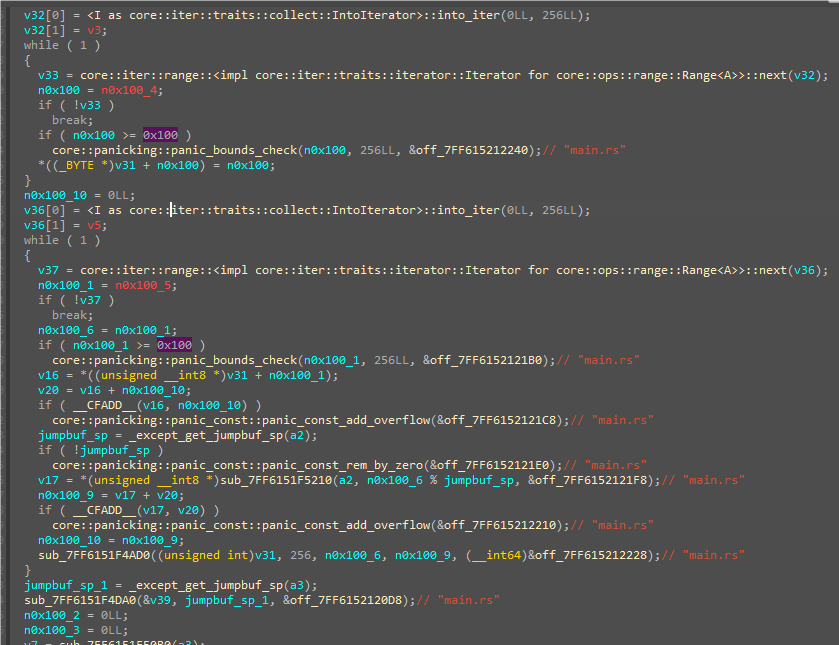 v32[0] = <I as core::iter::traits::collect::IntoIterator>::into_iter(0LL, 256LL);
v32[1] = v3;
while ( 1 )
{
v33 = core::iter::range::<impl core::iter::traits::iterator::Iterator for core::ops::range::Range<A>>::next(v32);
n0x100 = n0x100_4;
if ( !v33 )
break;
if ( n0x100 >= 0x100 )
core::panicking::panic_bounds_check(n0x100, 256LL, &off_7FF615212240);// "main.rs"
*((_BYTE *)v31 + n0x100) = n0x100;
}
n0x100_10 = 0LL;
v36[0] = <I as core::iter::traits::collect::IntoIterator>::into_iter(0LL, 256LL);
v36[1] = v5;
while ( 1 )
{
v37 = core::iter::range::<impl core::iter::traits::iterator::Iterator for core::ops::range::Range<A>>::next(v36);
n0x100_1 = n0x100_5;
if ( !v37 )
break;
n0x100_6 = n0x100_1;
if ( n0x100_1 >= 0x100 )
core::panicking::panic_bounds_check(n0x100_1, 256LL, &off_7FF6152121B0);// "main.rs"
v16 = *((unsigned __int8 *)v31 + n0x100_1);
v20 = v16 + n0x100_10;
if ( __CFADD__(v16, n0x100_10) )
core::panicking::panic_const::panic_const_add_overflow(&off_7FF6152121C8);// "main.rs"
jumpbuf_sp = _except_get_jumpbuf_sp(a2);
if ( !jumpbuf_sp )
core::panicking::panic_const::panic_const_rem_by_zero(&off_7FF6152121E0);// "main.rs"
v17 = *(unsigned __int8 *)sub_7FF6151F5210(a2, n0x100_6 % jumpbuf_sp, &off_7FF6152121F8);// "main.rs"
n0x100_9 = v17 + v20;
if ( __CFADD__(v17, v20) )
core::panicking::panic_const::panic_const_add_overflow(&off_7FF615212210);// "main.rs"
n0x100_10 = n0x100_9;
sub_7FF6151F4AD0((unsigned int)v31, 256, n0x100_6, n0x100_9, (__int64)&off_7FF615212228);// "main.rs"
}
jumpbuf_sp_1 = _except_get_jumpbuf_sp(a3);
sub_7FF6151F4DA0(&v39, jumpbuf_sp_1, &off_7FF6152120D8);// "main.rs"
n0x100_2 = 0LL;
n0x100_3 = 0LL;